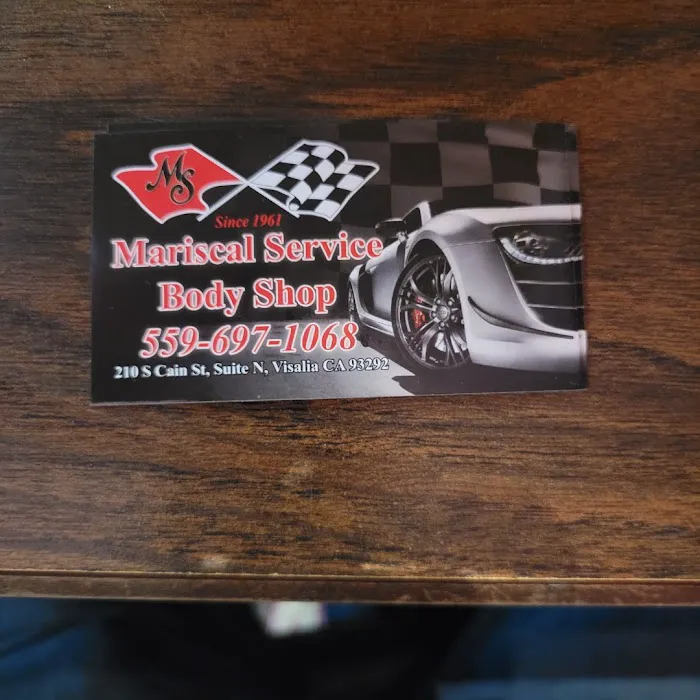 MS
Since 1961
Mariscal Service
Body Shop
559-697-1068
210 S Cain St, Suite N, Visalia CA 93292